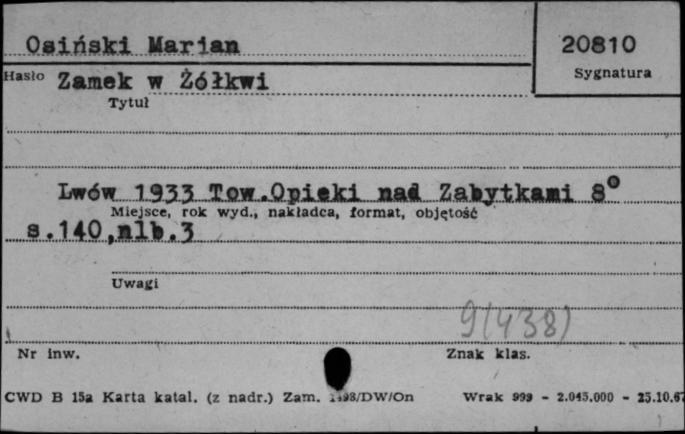 Osiński Marian
20810
Hasło Zamek w Żółkwi
Sygnatura
Tytuł
Lwów 1933 Tow.Opieki nad Zabytkami 8°
Miejsce, rok wyd., nakładca, format, objętość
s.140,nlb.3
Uwagi
9(438)
Nr inw.
Znak klas.
CWD B 15a Karta katal. (z nadr.) Zam. /DW/On Wrak 999 - 2.045.000 - 25.10.67